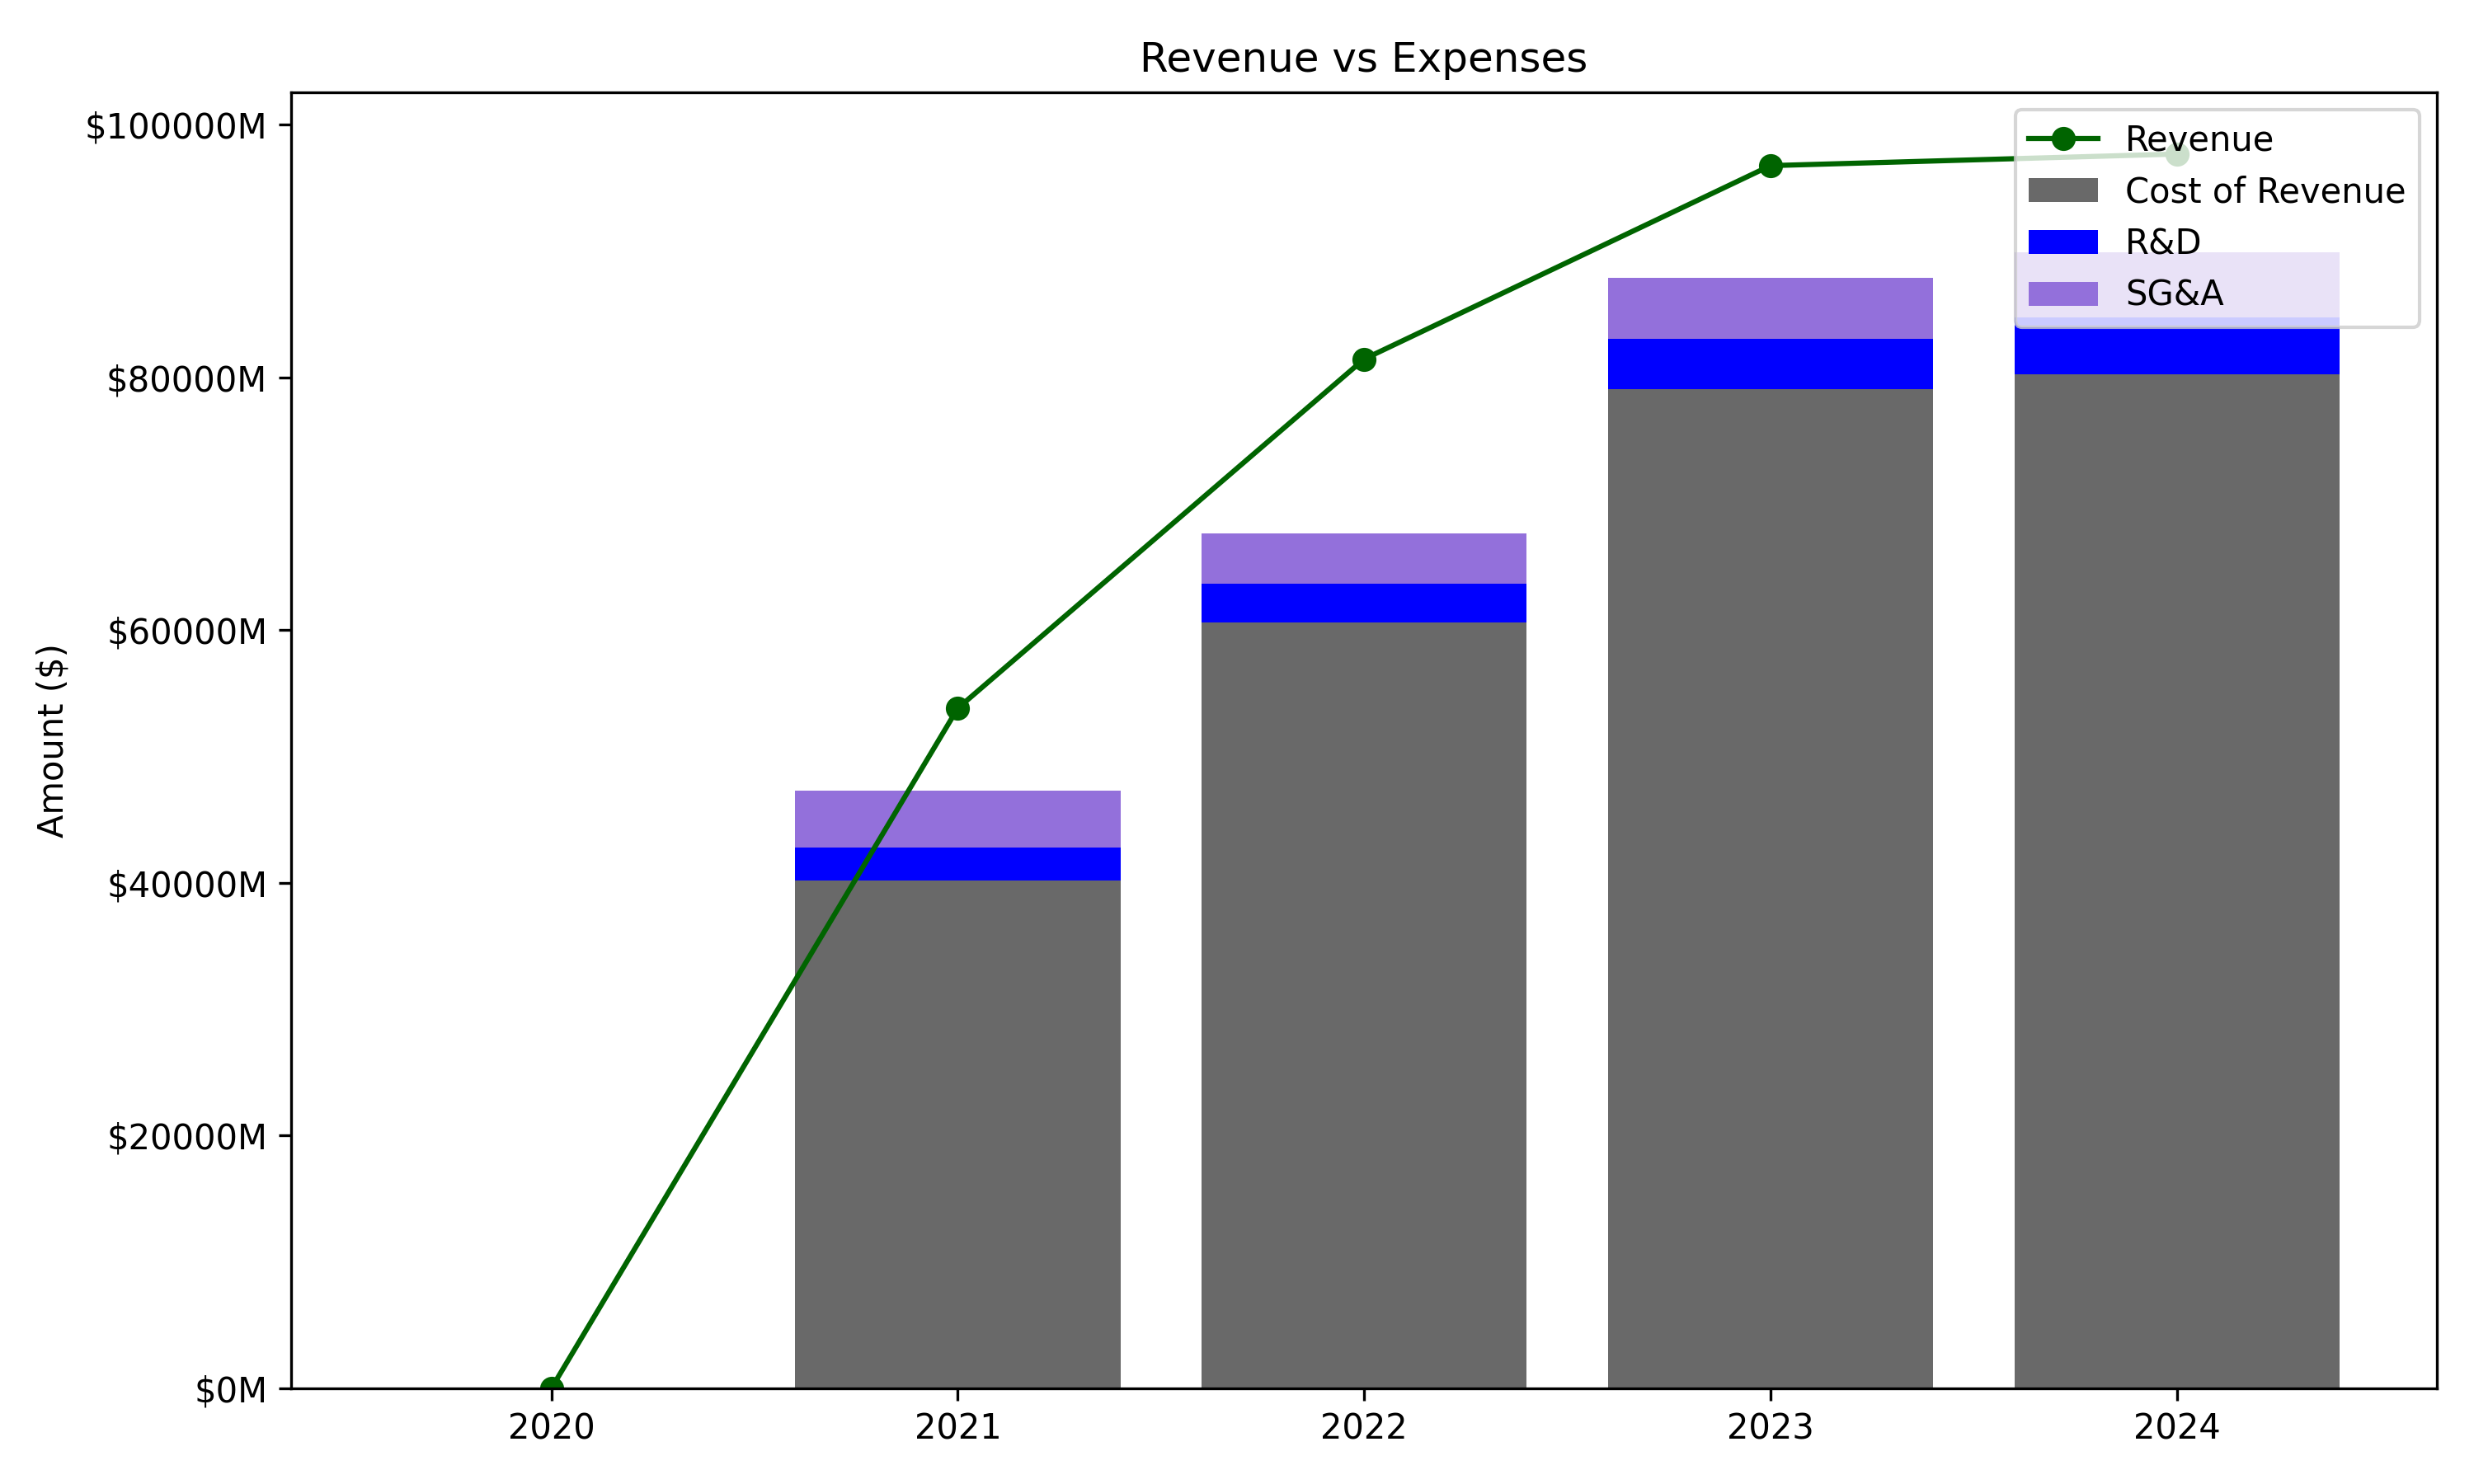 Revenue vs Expenses
Amount ($)
$100000M
$80000M
$60000M
$40000M
$20000M
$0M
2020
2021
2022
2023
2024
Revenue
Cost of Revenue
R&D
SG&A